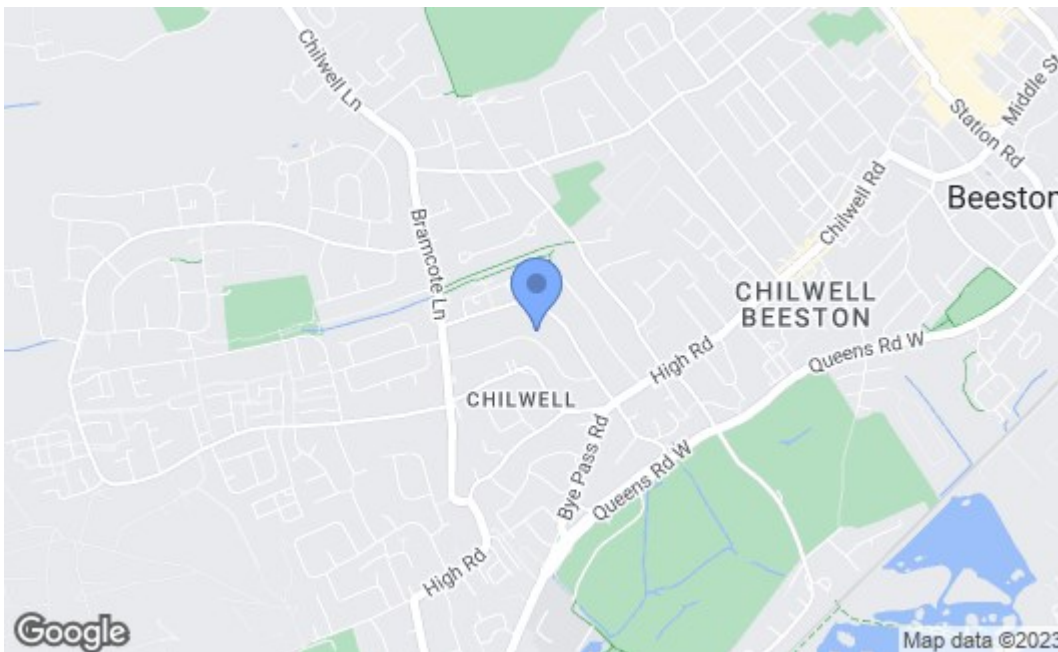 Chilwell Ln
Middle St
Station Rd
Chilwell Rd
Beeston
Bramcote Ln
CHILWELL
BEESTON
Queens Rd W
High Rd
CHILWELL
Bye Pass Rd
Queens Rd W
High Rd
Google
Map data ©2023